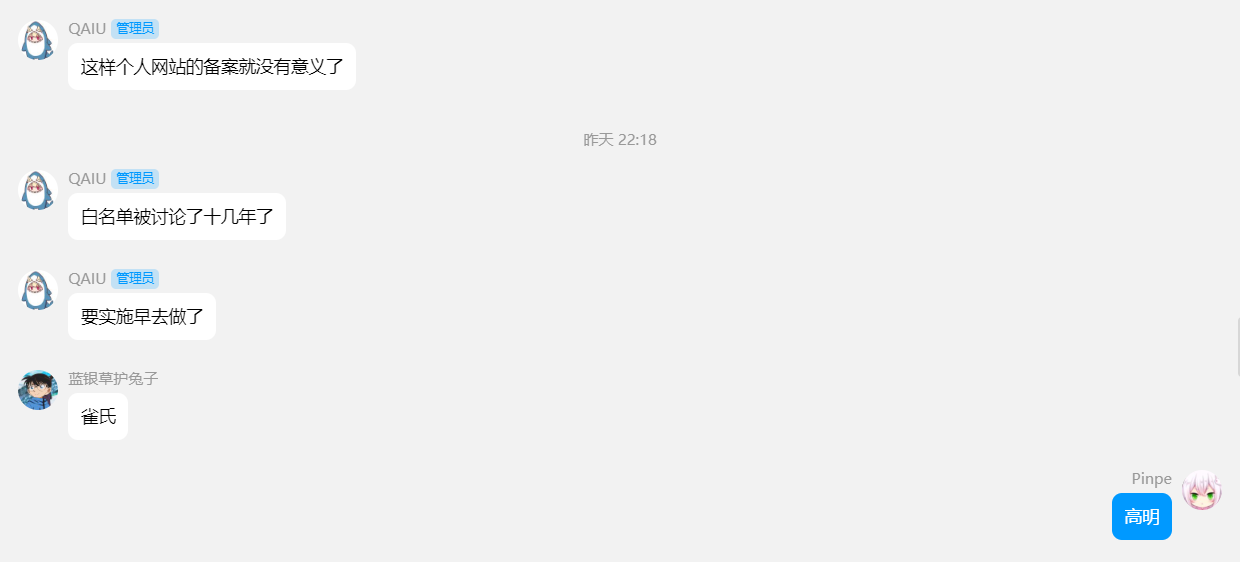 QAIU 管理员
这样个人网站的备案就没有意义了
昨天 22:18
QAIU 管理员
白名单被讨论了十几年了
QAIU 管理员
要实施早去做了
蓝银草护兔子
雀氏
Pinpe
高明